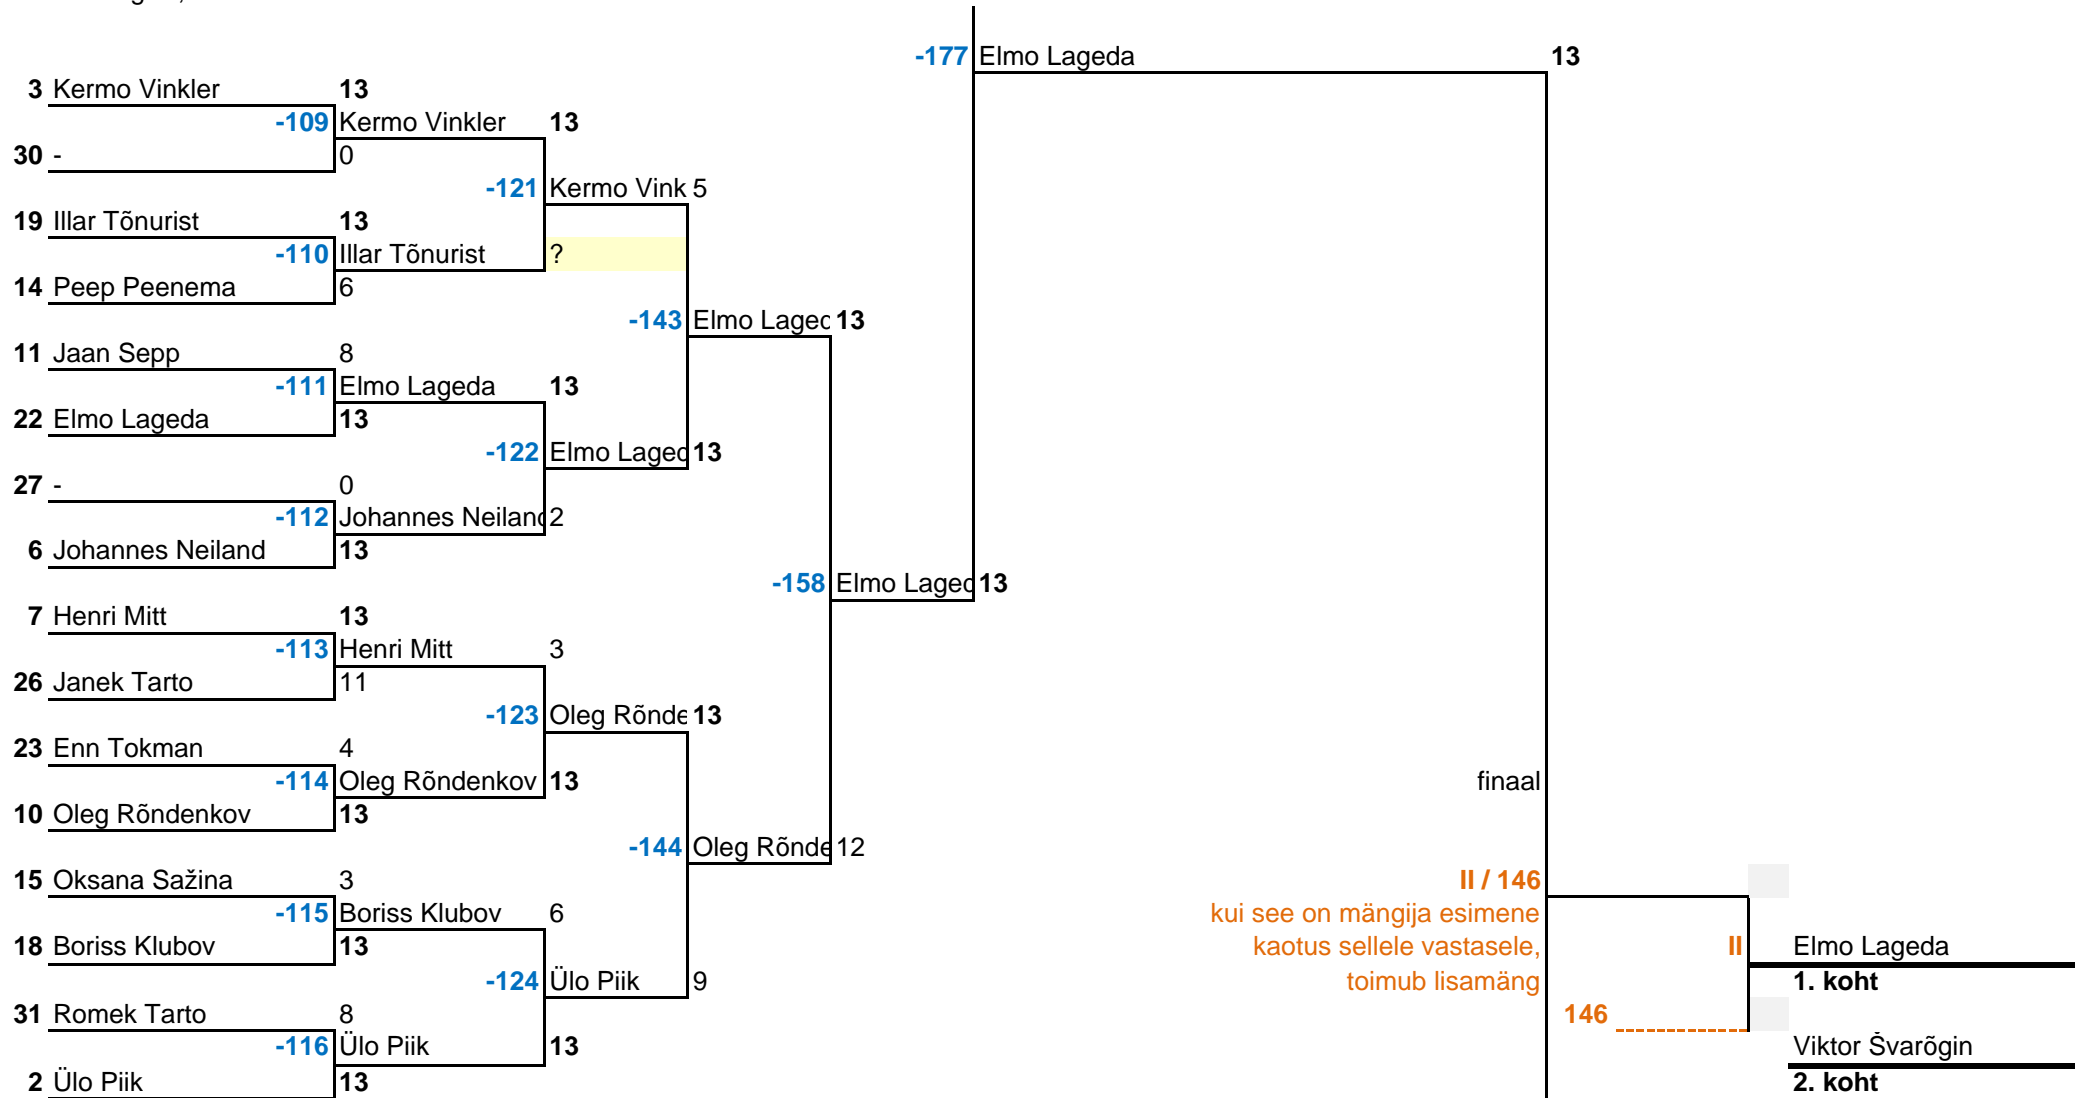 -177 Elmo Lageda 13
3 Kermo Vinkler 13
-109 Kermo Vinkler 13
30 - 0
-121 Kermo Vink 5
19 Illar Tõnurist 13
-110 Illar Tõnurist ?
14 Peep Peenema 6
-143 Elmo Lagec 13
11 Jaan Sepp 8
-111 Elmo Lageda 13
22 Elmo Lageda 13
-122 Elmo Lagec 13
27 - 0
-112 Johannes Neiland 2
6 Johannes Neiland 13
-158 Elmo Lagec 13
7 Henri Mitt 13
-113 Henri Mitt 3
26 Janek Tarto 11
-123 Oleg Rõnde 13
23 Enn Tokman 4
-114 Oleg Rõndenkov 13
finaal
10 Oleg Rõndenkov 13
-144 Oleg Rõnde 12
15 Oksana Sažina 3
II / 146
-115 Boriss Klubov 6
kui see on mängija esimene
18 Boriss Klubov 13
kaotus sellele vastasele,
II Elmo Lageda
-124 Ülo Piik 9
toimub lisamäng
1. koht
31 Romek Tarto 8
146
-116 Ülo Piik 13
Viktor Švarõgin
2 Ülo Piik 13
2. koht